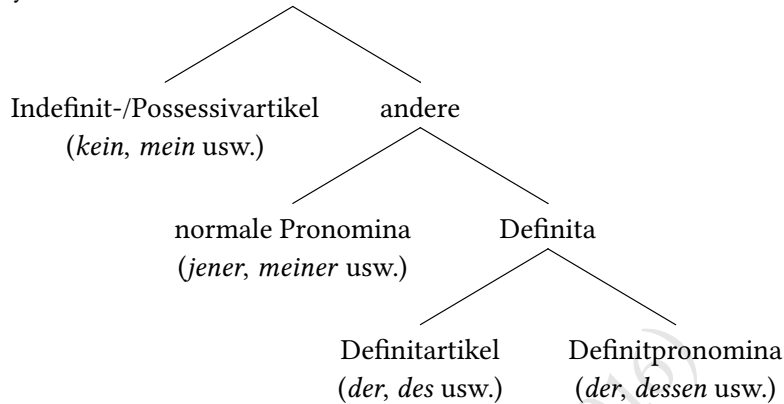 Indefinit-/Possessivartikel andere
(kein, mein usw.)
normale Pronomina Definita
(jener, meiner usw.)
Definitartikel Definitpronomina
(der, des usw.) (der, dessen usw.)